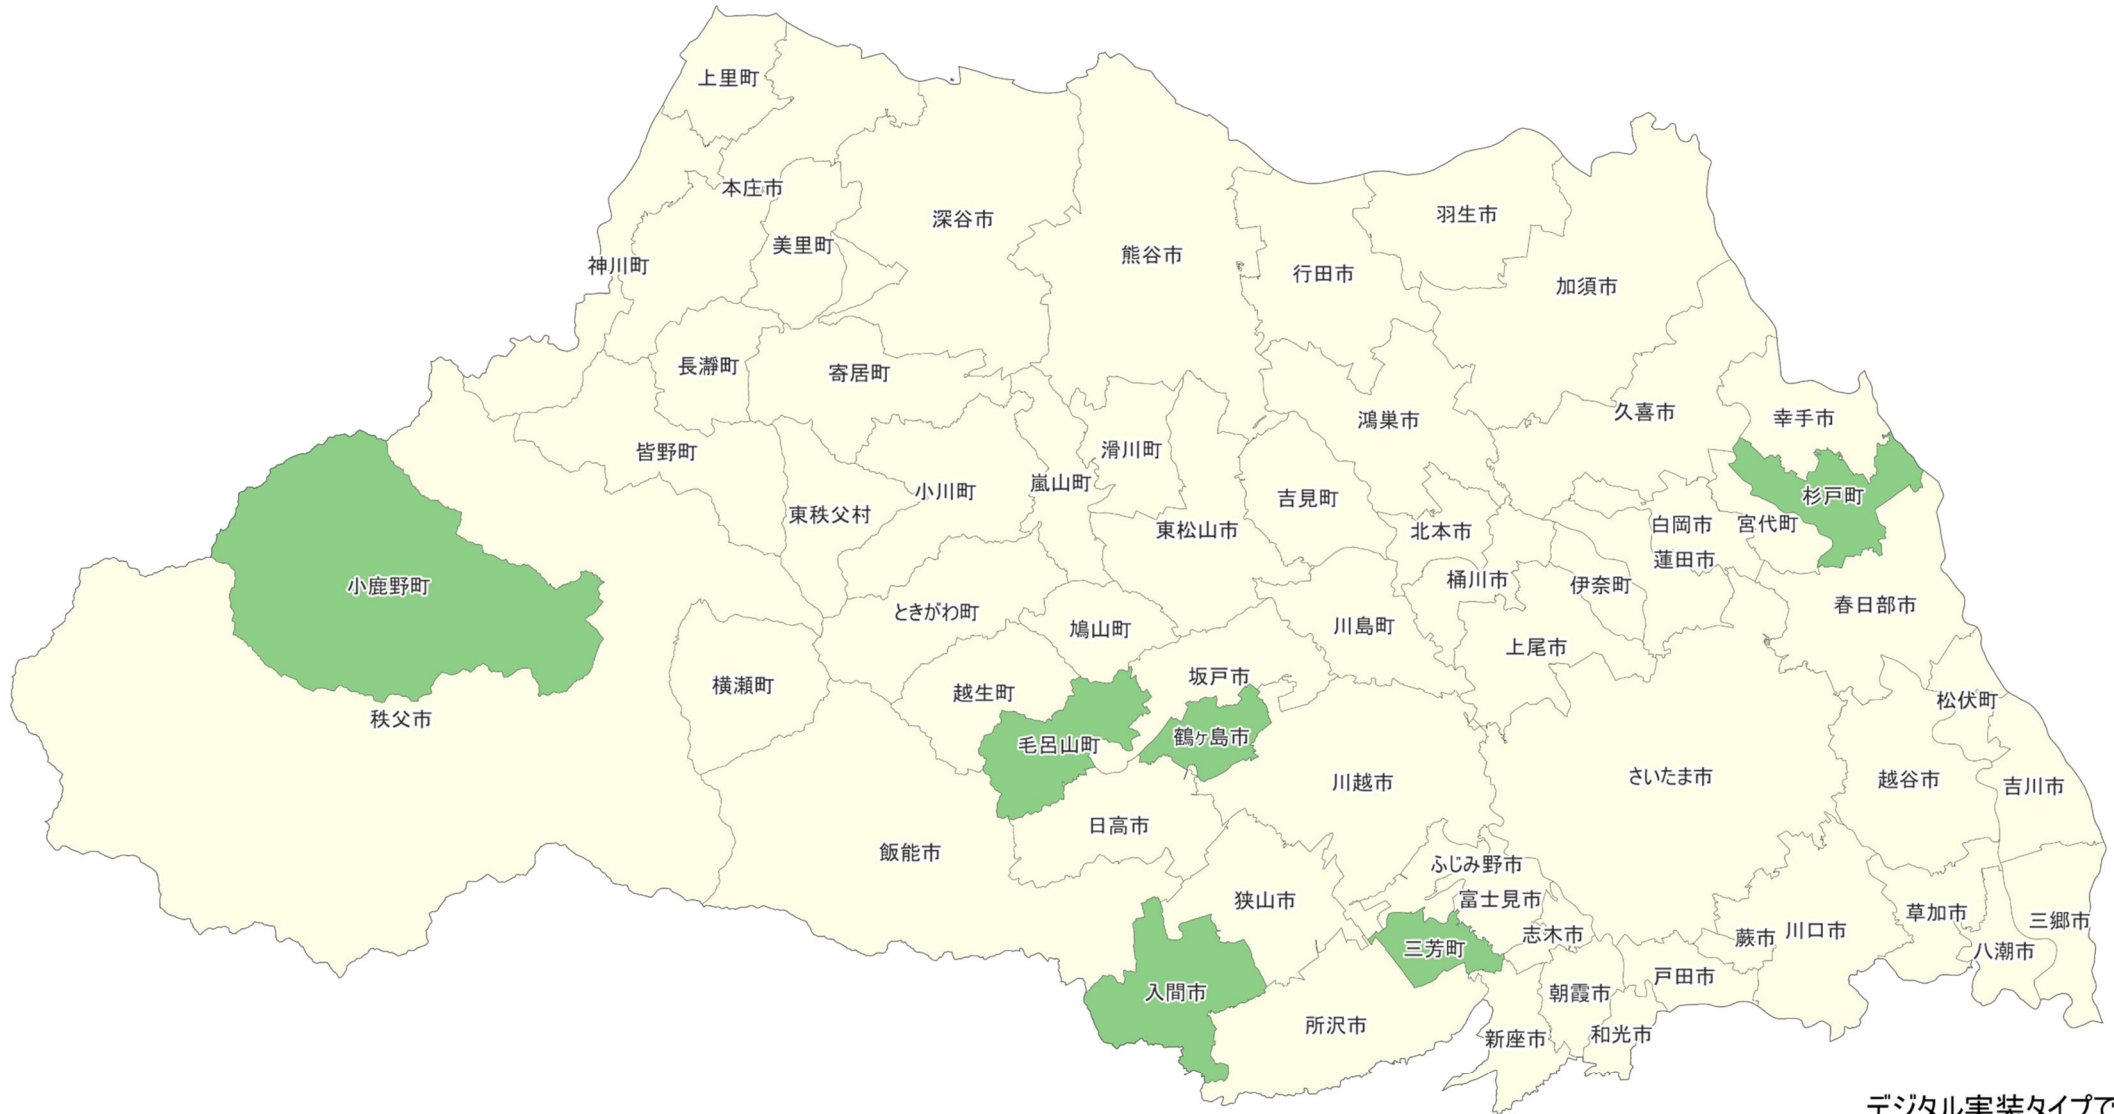 上里町
本庄市
深谷市
羽生市
美里町
熊谷市
神川町
行田市
加須市
長瀞町
寄居町
久喜市
幸手市
鴻巣市
皆野町
滑川町
嵐山町
小川町
吉見町
杉戸町
東秩父村
白岡市
宮代町
東松山市
北本市
蓮田市
桶川市
伊奈町
小鹿野町
春日部市
ときがわ町
鳩山町
川島町
上尾市
坂戸市
横瀬町
越生町
松伏町
秩父市
毛呂山町
鶴ヶ島市
さいたま市
越谷市
川越市
吉川市
日高市
飯能市
ふじみ野市
狭山市
富士見市
草加市
三郷市
志木市
蕨市
川口市
三芳町
八潮市
戸田市
入間市
朝霞市
所沢市
和光市
新座市
デジタル実装タイプで